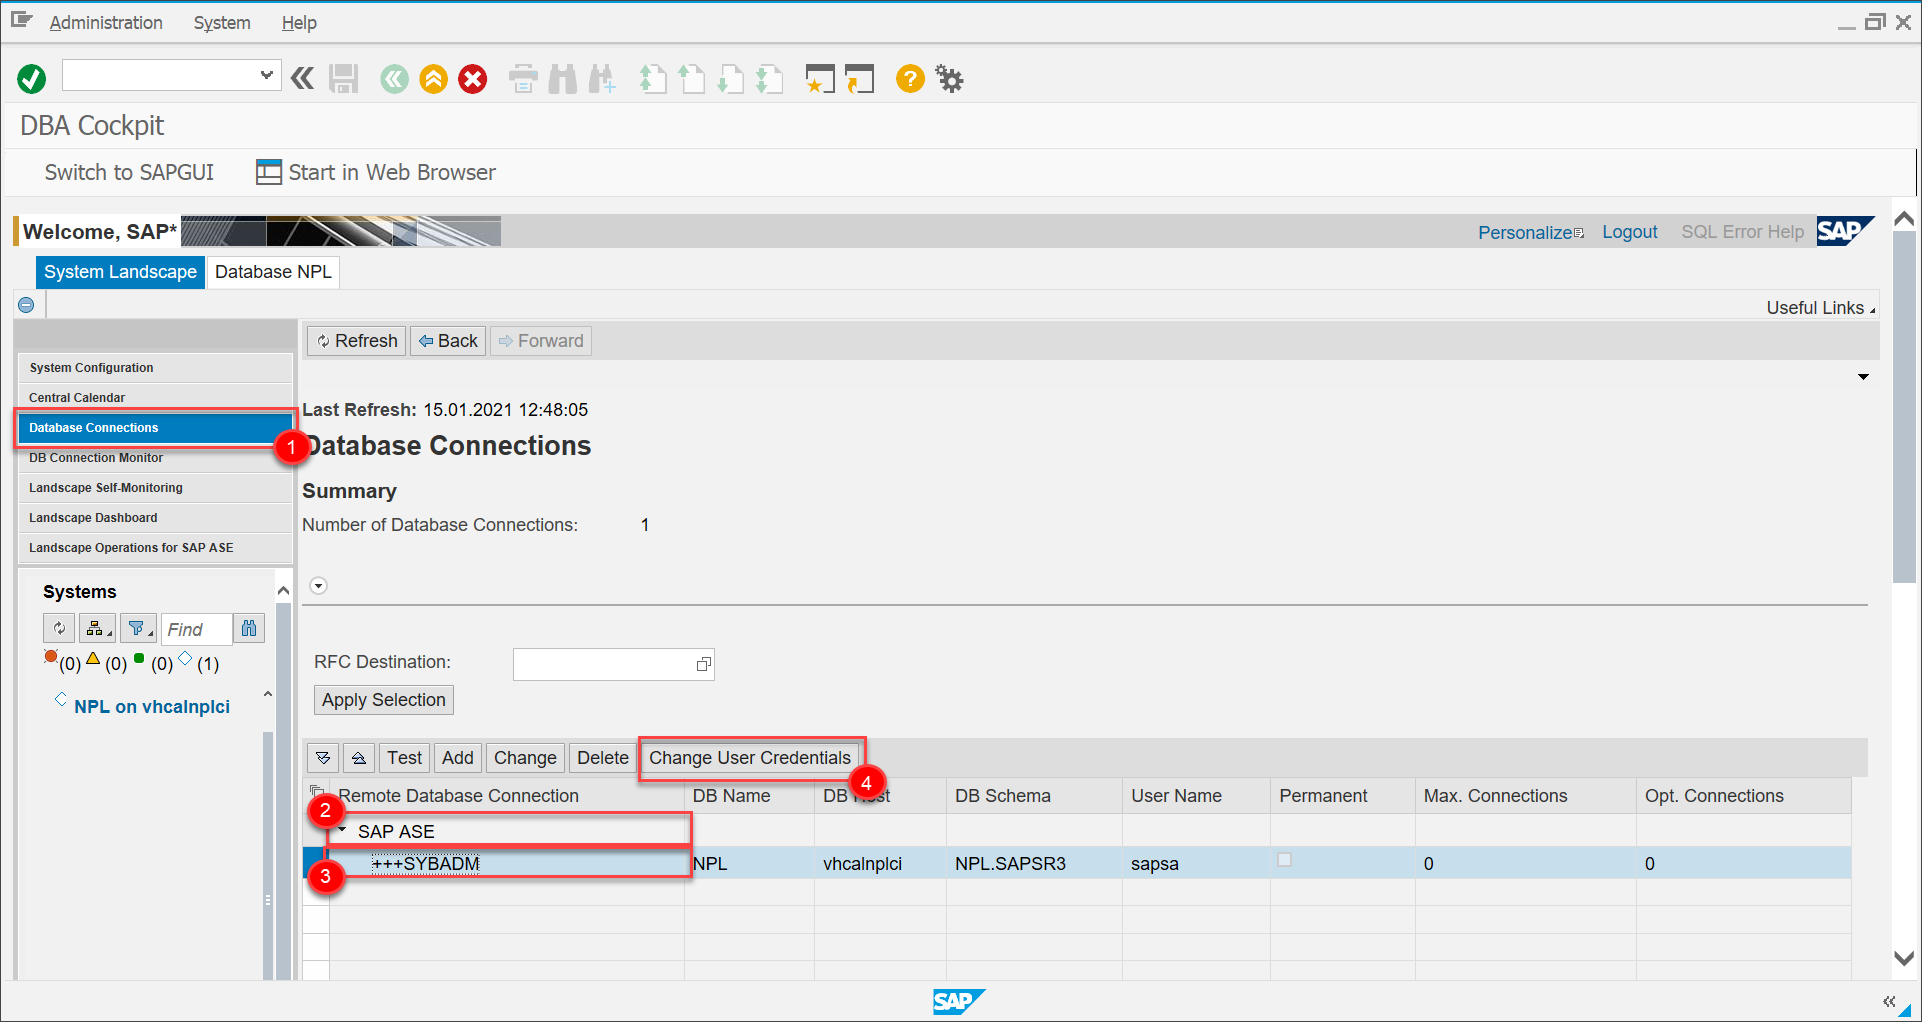 Administration System Help
DBA Cockpit
Switch to SAPGUI Start in Web Browser
Welcome, SAP* Personalize Logout SQL Error Help SAP
System Landscape Database NPL
Useful Links
Refresh Back Forward
System Configuration
Central Calendar
Database Connections
1
DB Connection Monitor
Landscape Self-Monitoring
Landscape Dashboard
Landscape Operations for SAP ASE
Last Refresh: 15.01.2021 12:48:05
Database Connections
Summary
Number of Database Connections: 1
Systems
Find
(0) (0) (0) (1)
NPL on vhcalnplci
RFC Destination:
Apply Selection
Test Add Change Delete Change User Credentials
4
Remote Database Connection DB Name DB Host DB Schema User Name Permanent Max. Connections Opt. Connections
2
SAP ASE
+++SYBADM NPL vhcalnplci NPL.SAPSR3 sapsa 0 0
3
SAP